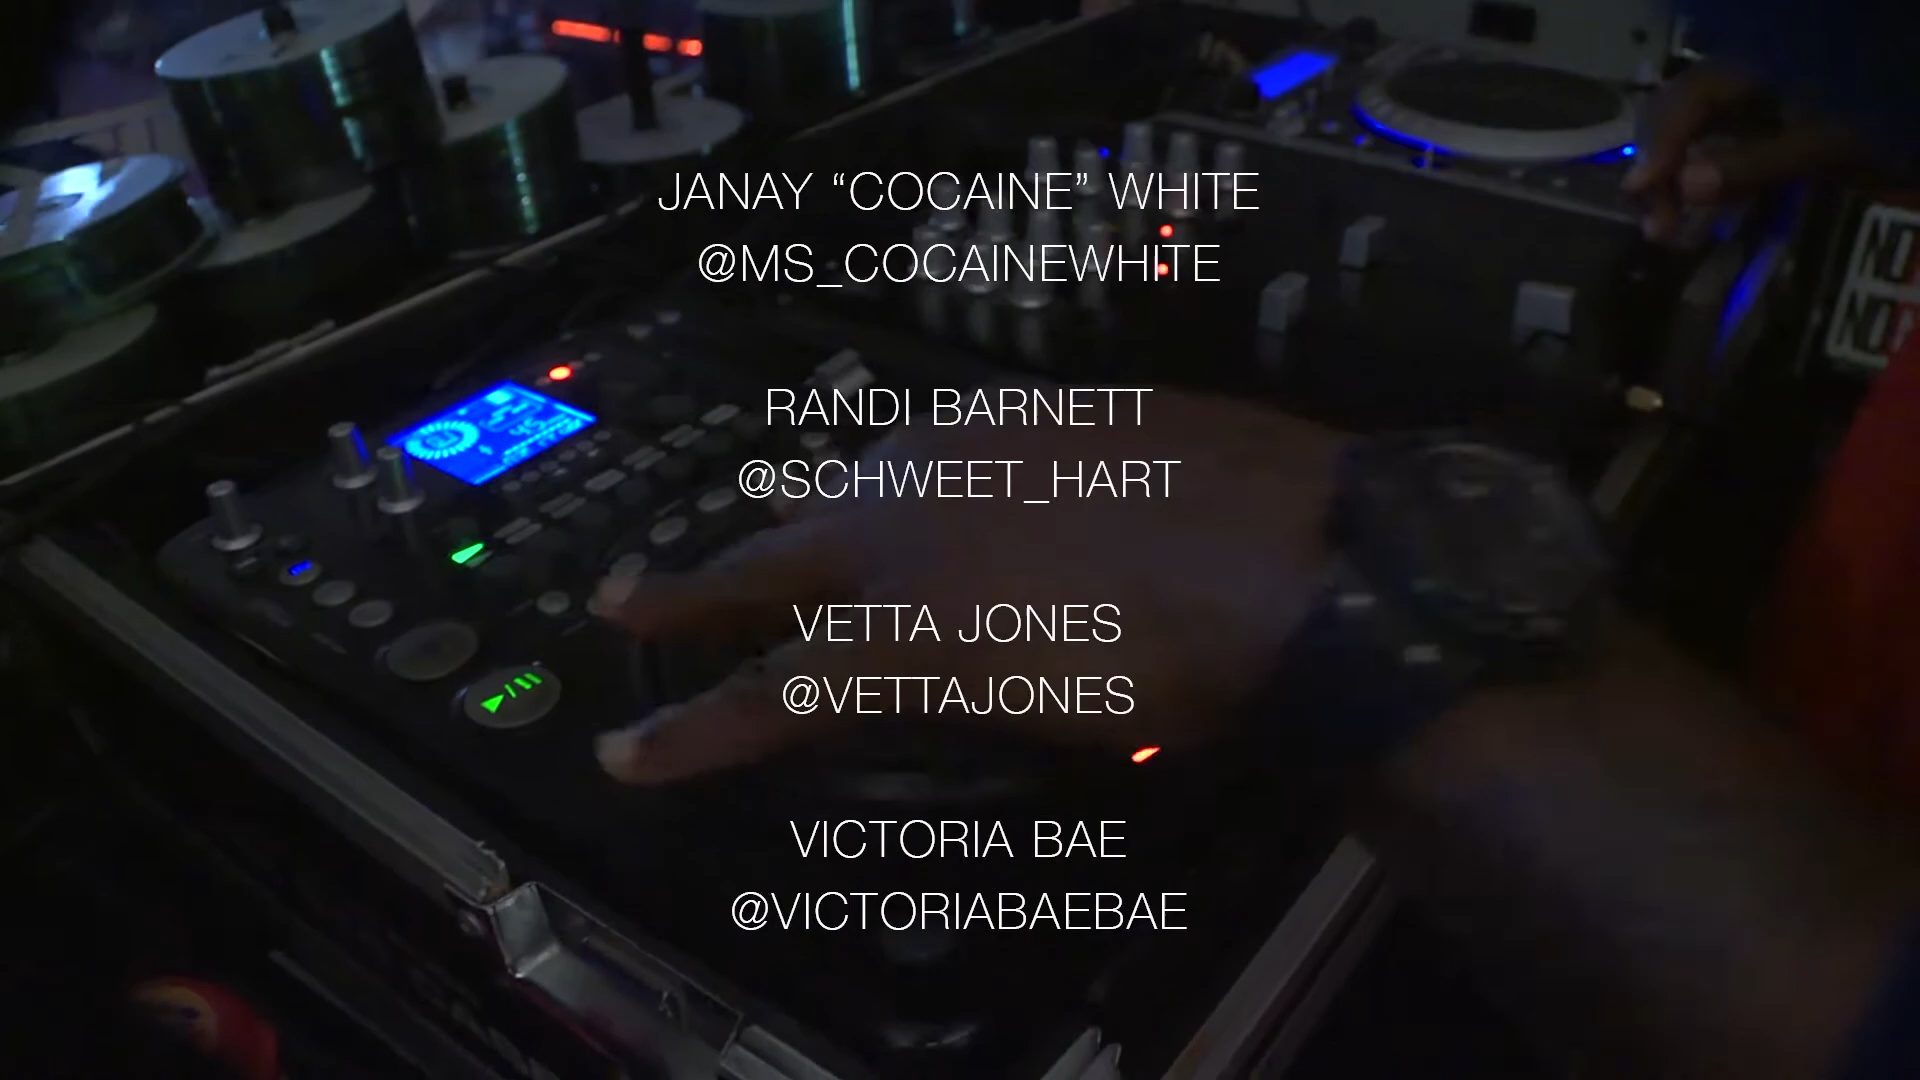 JANAY “COCAINE” WHITE
@MS_COCAINEWHITE
RANDI BARNETT
@SCHWEET_HART
VETTA JONES
@VETTAJONES
VICTORIA BAE
@VICTORIABAEBAE